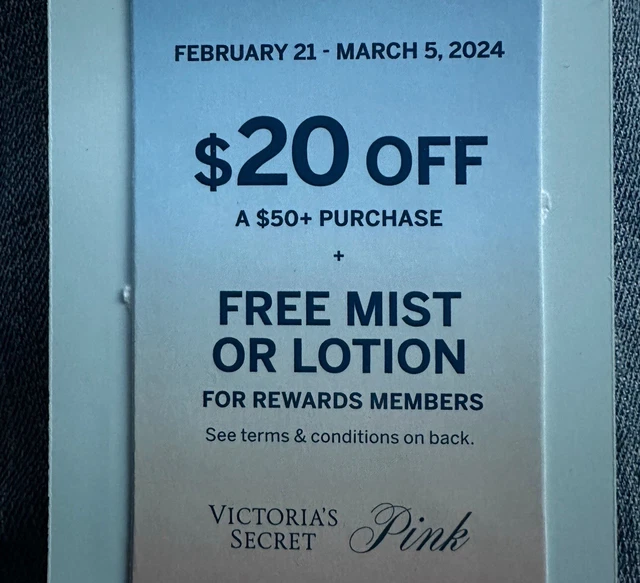 FEBRUARY 21 - MARCH 5, 2024
$20 OFF
A $50+ PURCHASE
+
FREE MIST
OR LOTION
FOR REWARDS MEMBERS
See terms & conditions on back.
VICTORIA'S
SECRET
Pink